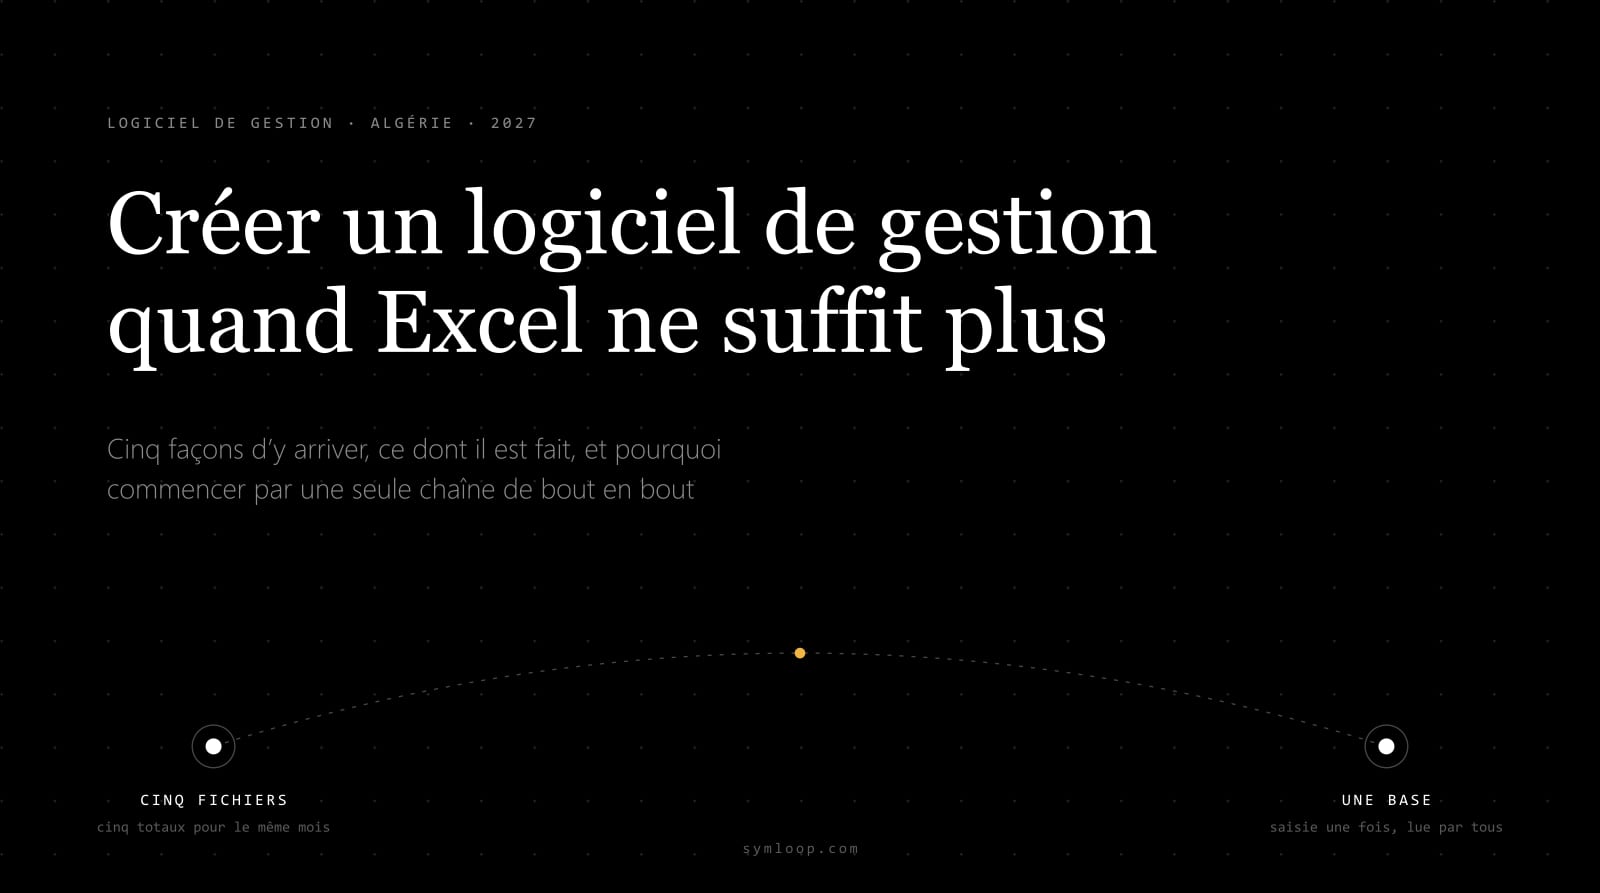 LOGICIEL DE GESTION · ALGÉRIE · 2027
Créer un logiciel de gestion
quand Excel ne suffit plus
Cinq façons d’y arriver, ce dont il est fait, et pourquoi
commencer par une seule chaîne de bout en bout
CINQ FICHIERS
cinq totaux pour le même mois
UNE BASE
saisie une fois, lue par tous
symloop.com